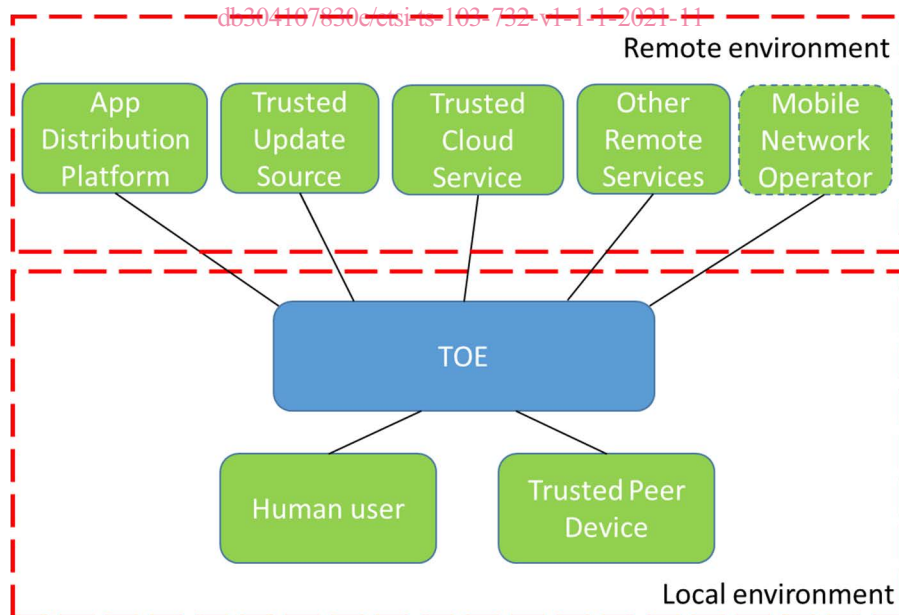 db304107830c/etsi-ts-103-732-v1-1-1-2021-11
Remote environment
App
Distribution
Platform
Trusted
Update
Source
Trusted
Cloud
Service
Other
Remote
Services
Mobile
Network
Operator
TOE
Human user
Trusted Peer
Device
Local environment